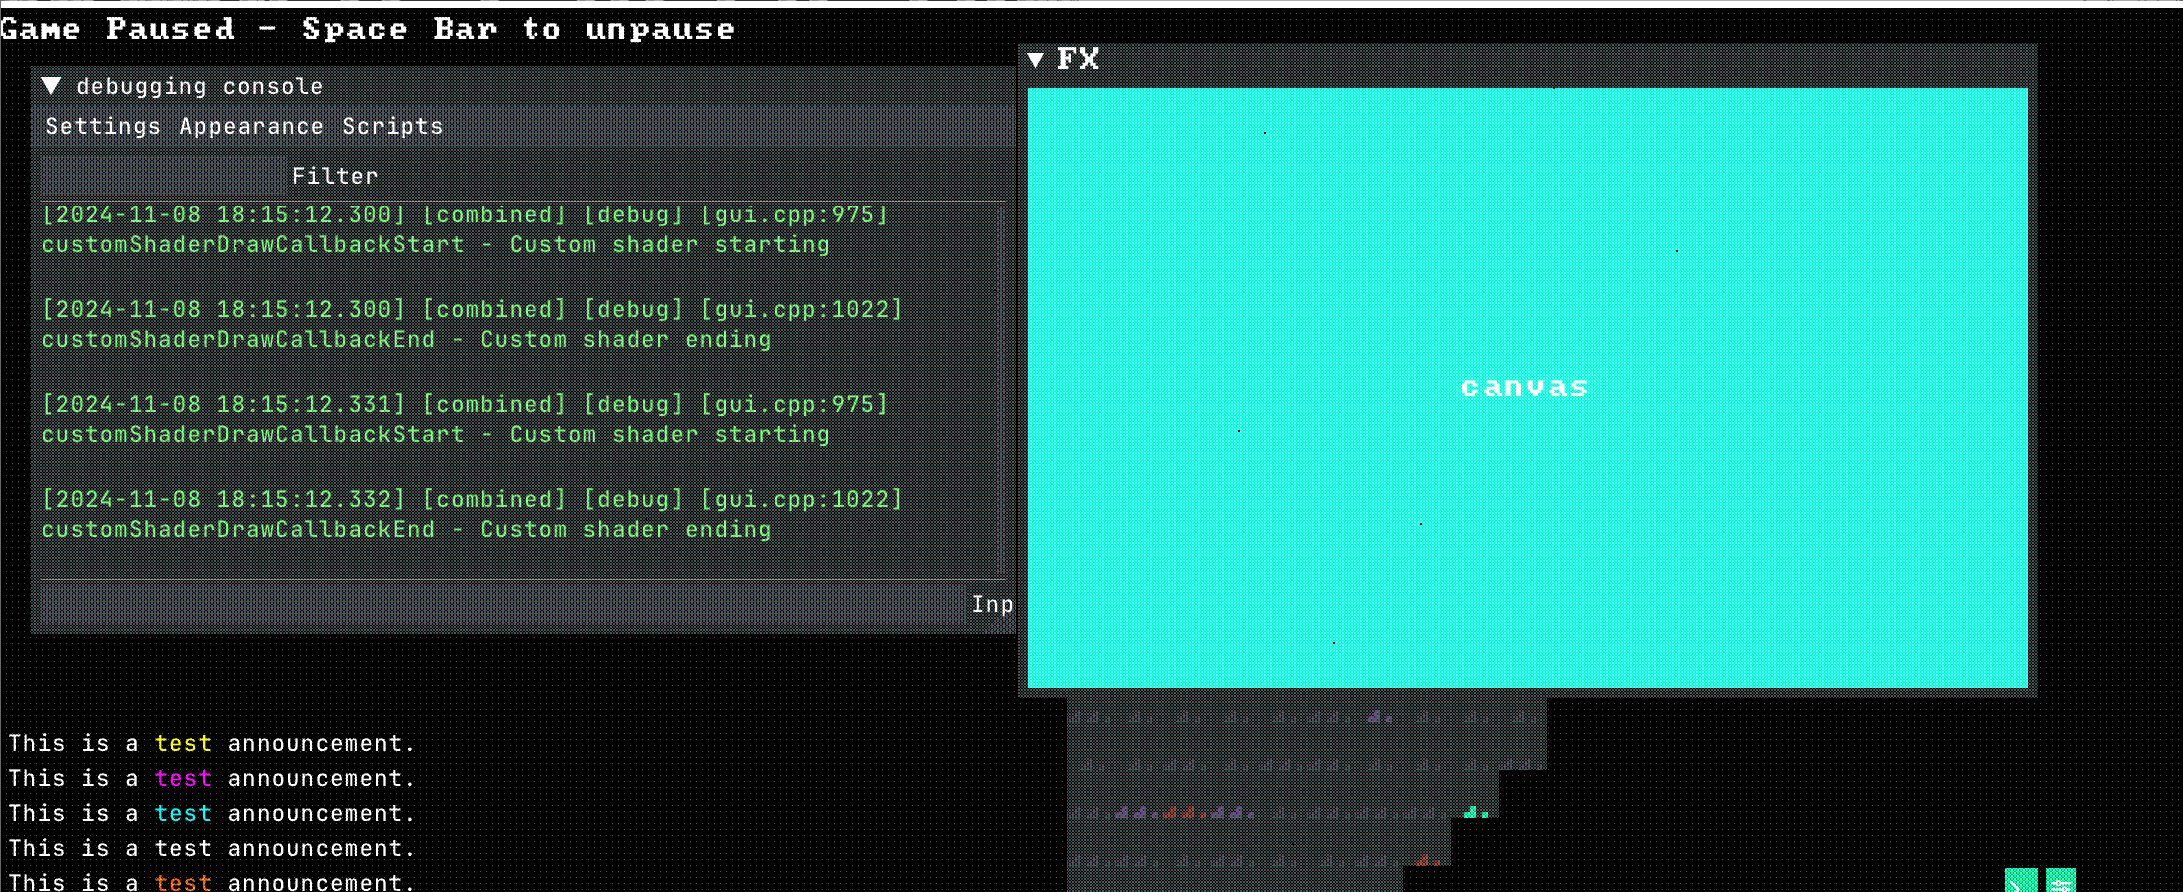 Game Paused - Space Bar to unpause
debugging console
Settings Appearance Scripts
Filter
[2024-11-08 18:15:12.300] [combined] [debug] [gui.cpp:975]
customShaderDrawCallbackStart - Custom shader starting
[2024-11-08 18:15:12.300] [combined] [debug] [gui.cpp:1022]
customShaderDrawCallbackEnd - Custom shader ending
[2024-11-08 18:15:12.331] [combined] [debug] [gui.cpp:975]
customShaderDrawCallbackStart - Custom shader starting
[2024-11-08 18:15:12.332] [combined] [debug] [gui.cpp:1022]
customShaderDrawCallbackEnd - Custom shader ending
Inp
FX
canvas
This is a test announcement.
This is a test announcement.
This is a test announcement.
This is a test announcement.
This is a test announcement.